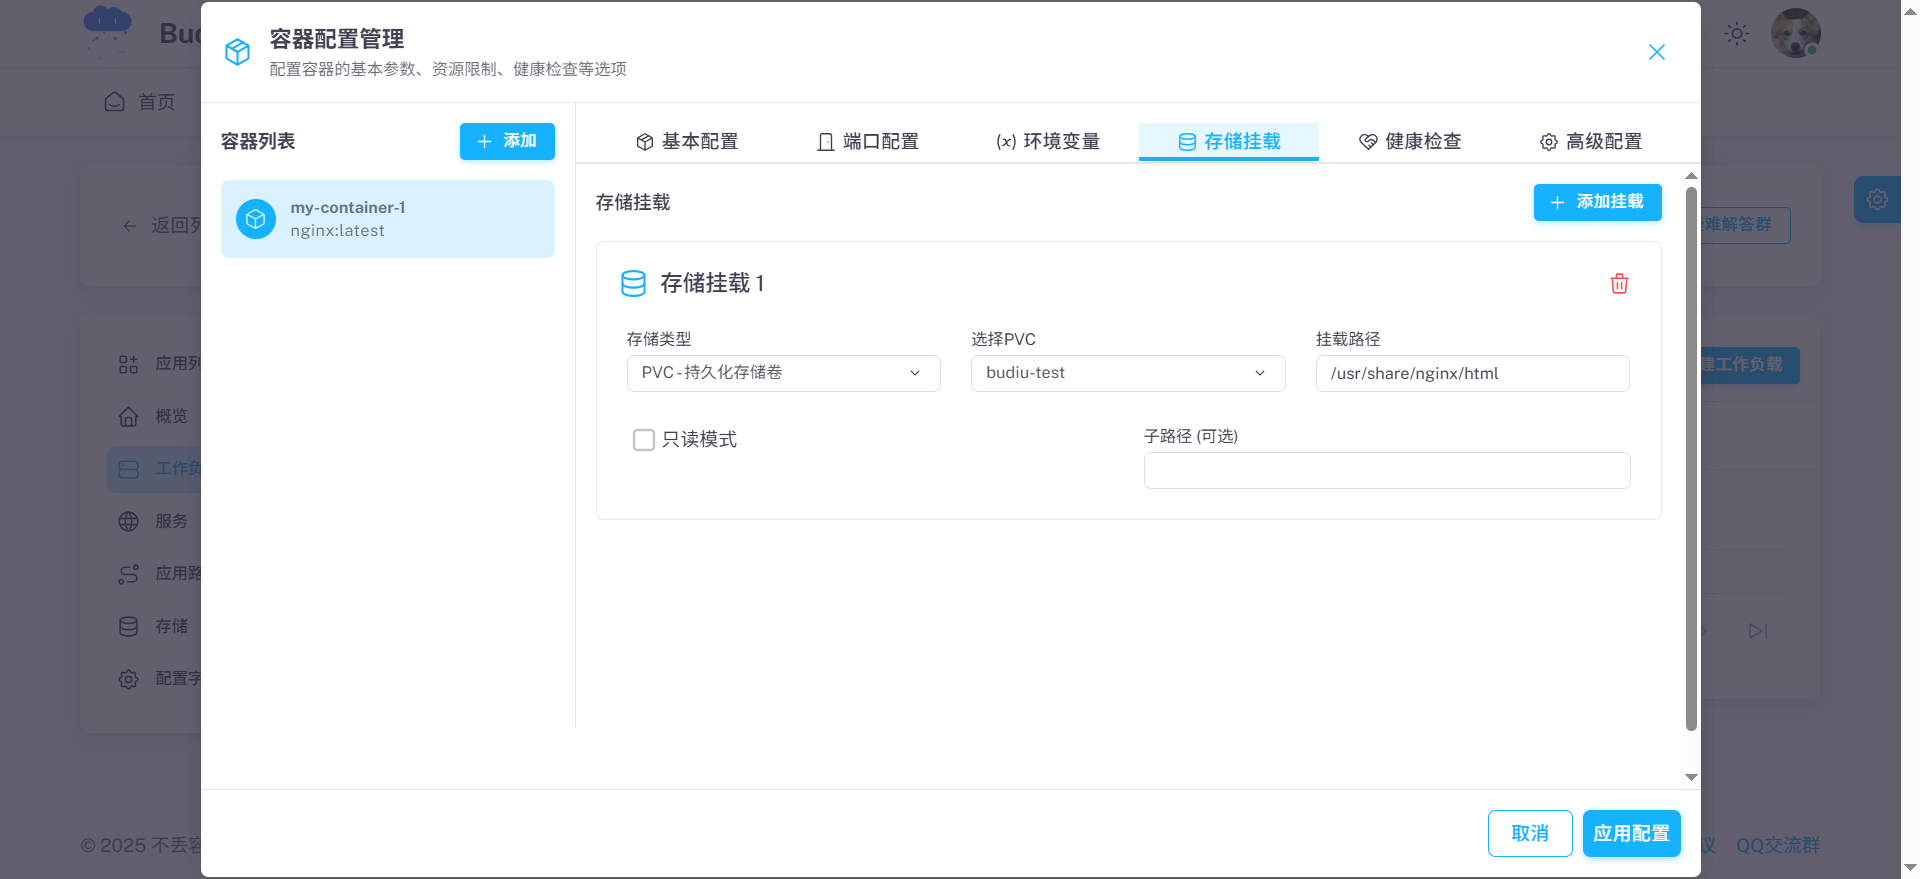 容器配置管理
配置容器的基本参数、资源限制、健康检查等选项
首页
容器列表
添加
基本配置
端口配置
环境变量
存储挂载
健康检查
高级配置
my-container-1
nginx:latest
存储挂载
添加挂载
返回列
难解答群
存储挂载 1
存储类型
选择PVC
挂载路径
PVC - 持久化存储卷
budiu-test
/usr/share/nginx/html
只读模式
子路径 (可选)
应用列
建工作负载
概览
工作负
服务
应用路
存储
配置字
取消
应用配置
© 2025 不丢容
议
QQ交流群